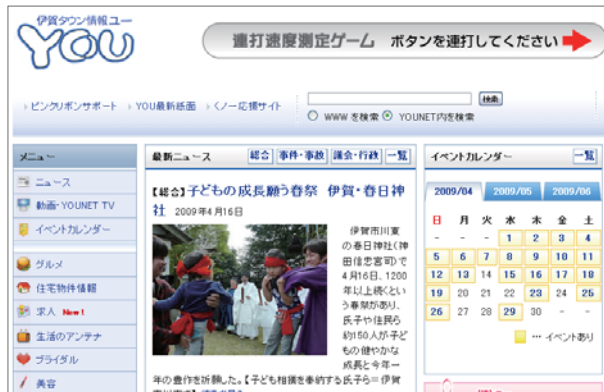 伊賀タウン情報ユー
YOU
連打速度測定ゲーム ボタンを連打してください
ピンクリボンサポート YOU最新紙面 くノ一応援サイト
検索
WWWを検索 YOUNET内を検索
メニュー
ニュース
動画・YOUNET TV
イベントカレンダー
グルメ
住宅物件情報
求人 New!
生活のアンテナ
ブライダル
美容
最新ニュース 総合 事件・事故 議会・行政 一覧
【総合】子どもの成長願う春祭 伊賀・春日神
社 2009年4月16日
伊賀市川東
の春日神社(神
田信忠宮司)で
4月16日、1200
年以上続くとい
う春祭があり、
氏子や住民ら
約150人が子ど
もの健やかな
成長と今年一
年の豊作を祈願した。【子ども相撲を奉納する氏子ら=伊賀
イベントカレンダー 一覧
2009/04 2009/05 2009/06
日 月 火 水 木 金 土
- - - 1 2 3 4
5 6 7 8 9 10 11
12 13 14 15 16 17 18
19 20 21 22 23 24 25
26 27 28 29 30 - -
… イベントあり